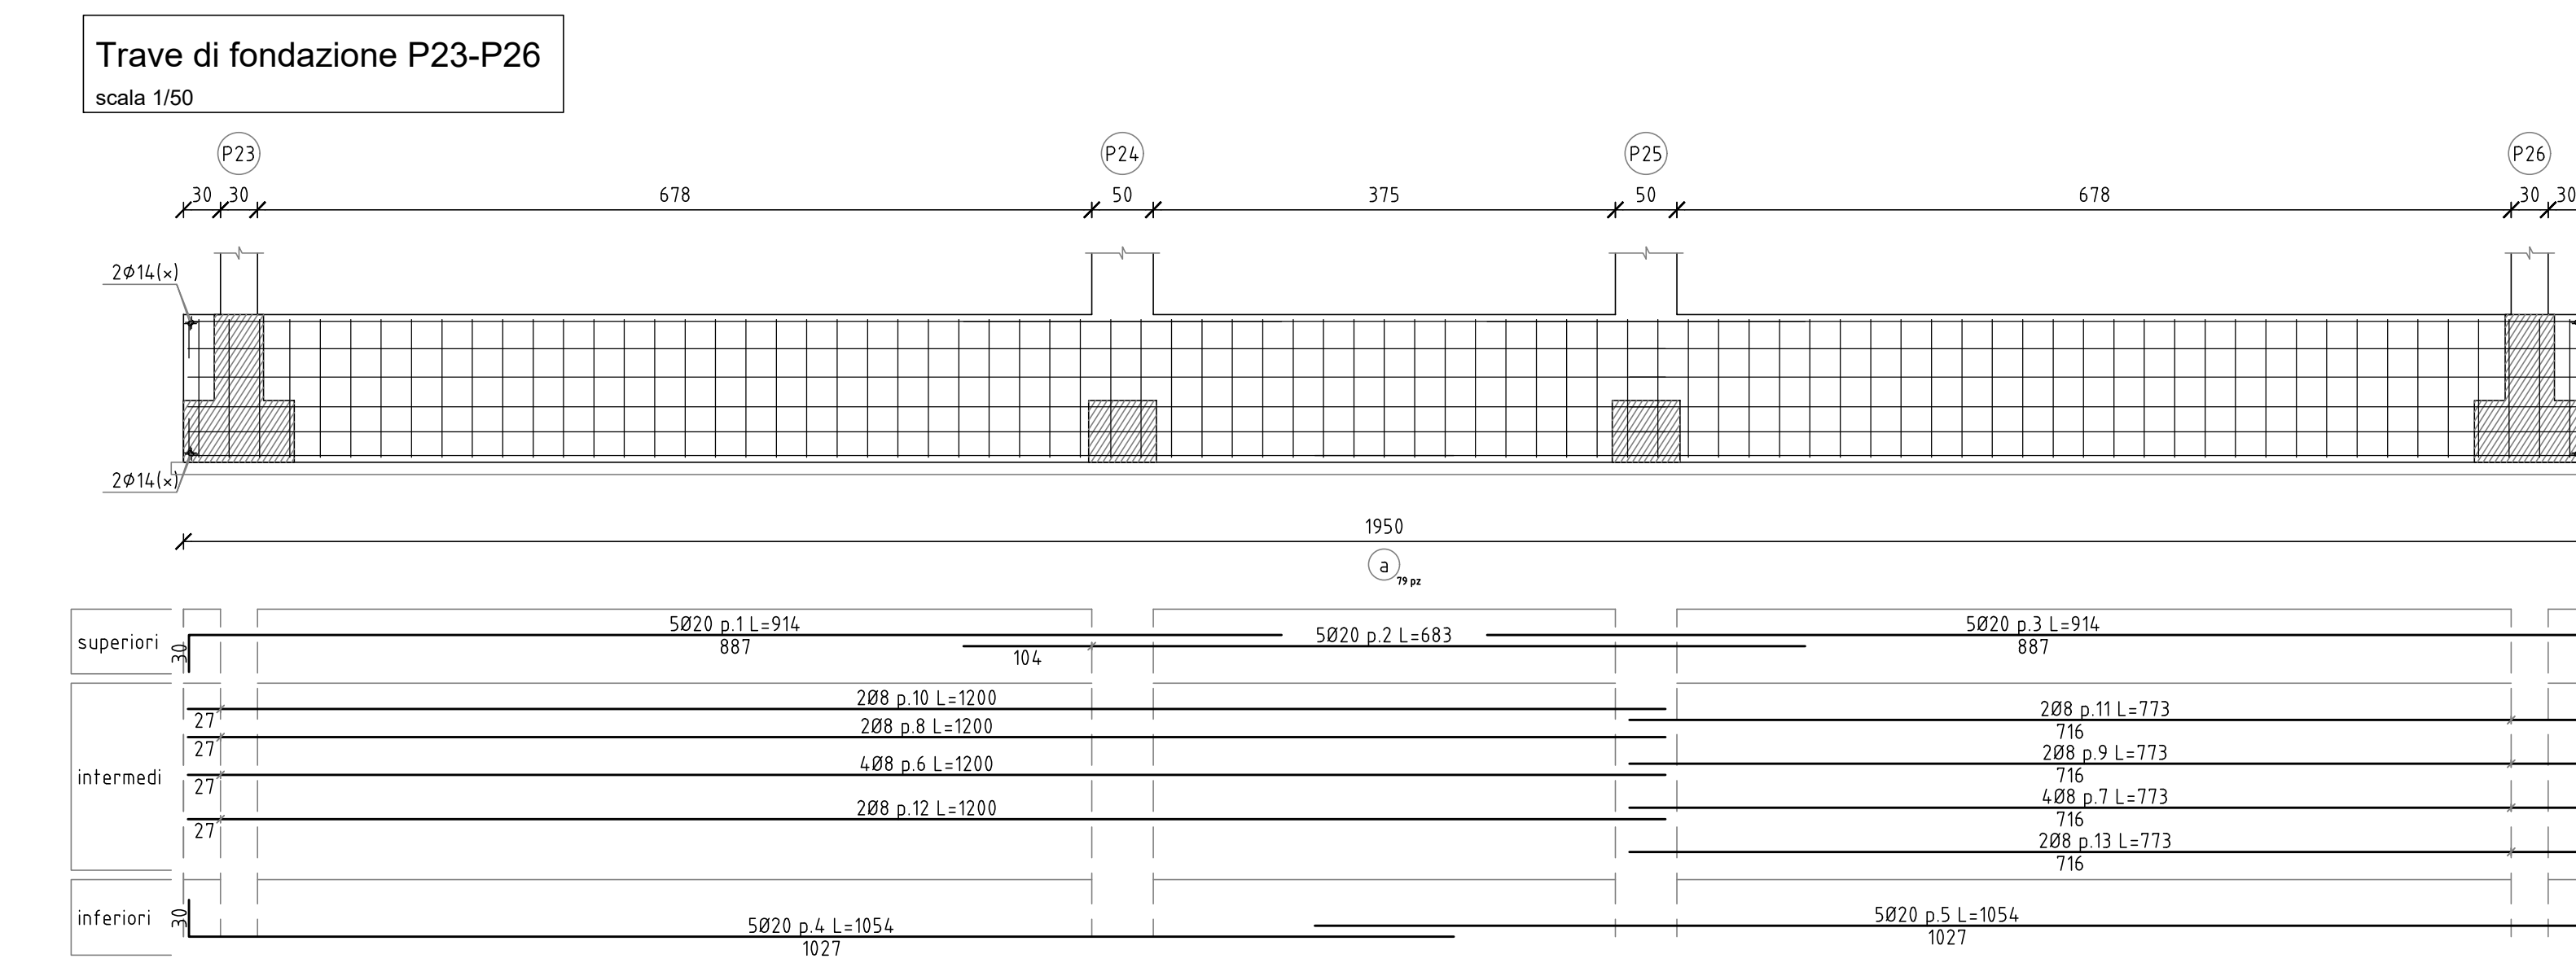 Trave di fondazione P23-P26
scala 1/50
P23 P24 P25 P26
30 30 678 50 375 50 678 30 30
2Ø14(×)
2Ø14(×)
1950
a 79 pz
superiori
30
5Ø20 p.1 L=914
887
5Ø20 p.2 L=683
104
5Ø20 p.3 L=914
887
intermedi
2Ø8 p.10 L=1200
27
2Ø8 p.11 L=773
716
2Ø8 p.8 L=1200
27
2Ø8 p.9 L=773
716
4Ø8 p.6 L=1200
27
4Ø8 p.7 L=773
716
2Ø8 p.12 L=1200
27
2Ø8 p.13 L=773
716
inferiori
30
5Ø20 p.4 L=1054
1027
5Ø20 p.5 L=1054
1027